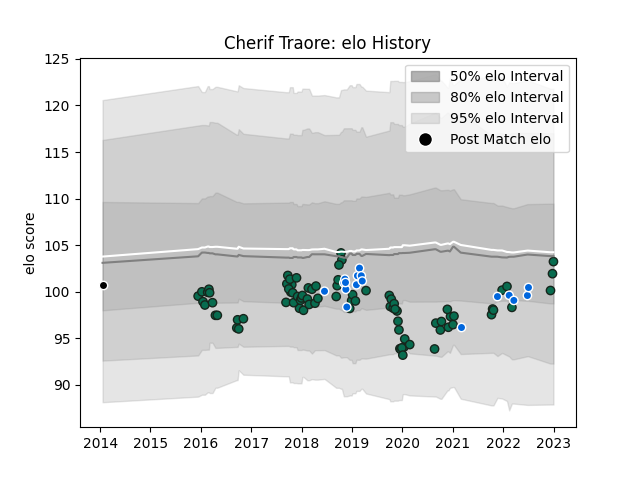 Cherif Traore: elo History
elo score
125
120
115
110
105
100
95
90
50% elo Interval
80% elo Interval
95% elo Interval
Post Match elo
2014 2015 2016 2017 2018 2019 2020 2021 2022 2023